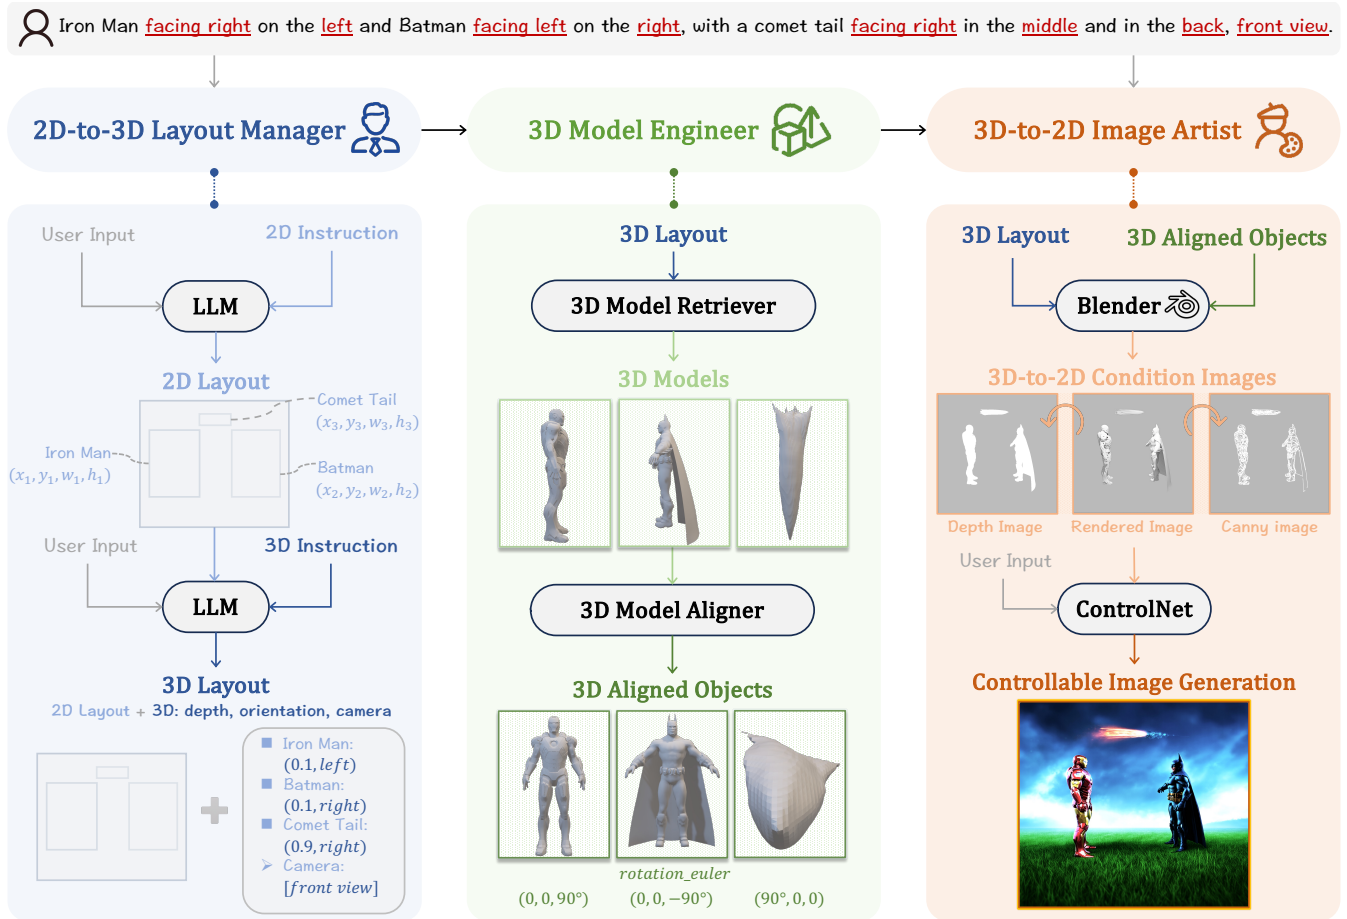 Iron Man facing right on the left and Batman facing left on the right, with a comet tail facing right in the middle and in the back, front view.
2D-to-3D Layout Manager
3D Model Engineer
3D-to-2D Image Artist
User Input
2D Instruction
LLM
2D Layout
Comet Tail
(x₃, y₃, w₃, h₃)
Iron Man
(x₁, y₁, w₁, h₁)
Batman
(x₂, y₂, w₂, h₂)
User Input
3D Instruction
LLM
3D Layout
2D Layout + 3D: depth, orientation, camera
Iron Man:
(0.1, left)
Batman:
(0.1, right)
Comet Tail:
(0.9, right)
Camera:
[front view]
3D Layout
3D Model Retriever
3D Models
3D Model Aligner
3D Aligned Objects
rotation_euler
(0, 0, 90°)
(0, 0, −90°)
(90°, 0, 0)
3D Layout
3D Aligned Objects
Blender
3D-to-2D Condition Images
Depth Image
Rendered Image
Canny image
User Input
ControlNet
Controllable Image Generation